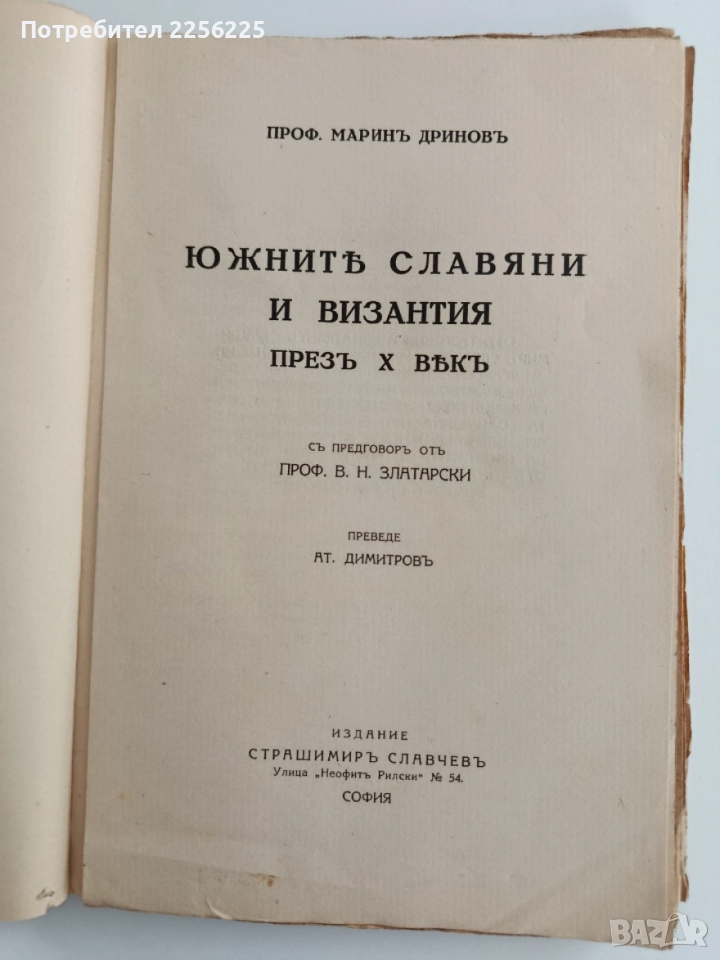 Потребител 2256225
ПРОФ. МАРИНЪ ДРИНОВЪ
ЮЖНИТѢ СЛАВЯНИ
И ВИЗАНТИЯ
ПРЕЗЪ X ВѢКЪ
СЪ ПРЕДГОВОРЪ ОТЪ
ПРОФ. В. Н. ЗЛАТАРСКИ
ПРЕВЕДЕ
АТ. ДИМИТРОВЪ
ИЗДАНИЕ
СТРАШИМИРЪ СЛАВЧЕВЪ
Улица „Неофитъ Рилски“ № 54.
СОФИЯ
BAZAR